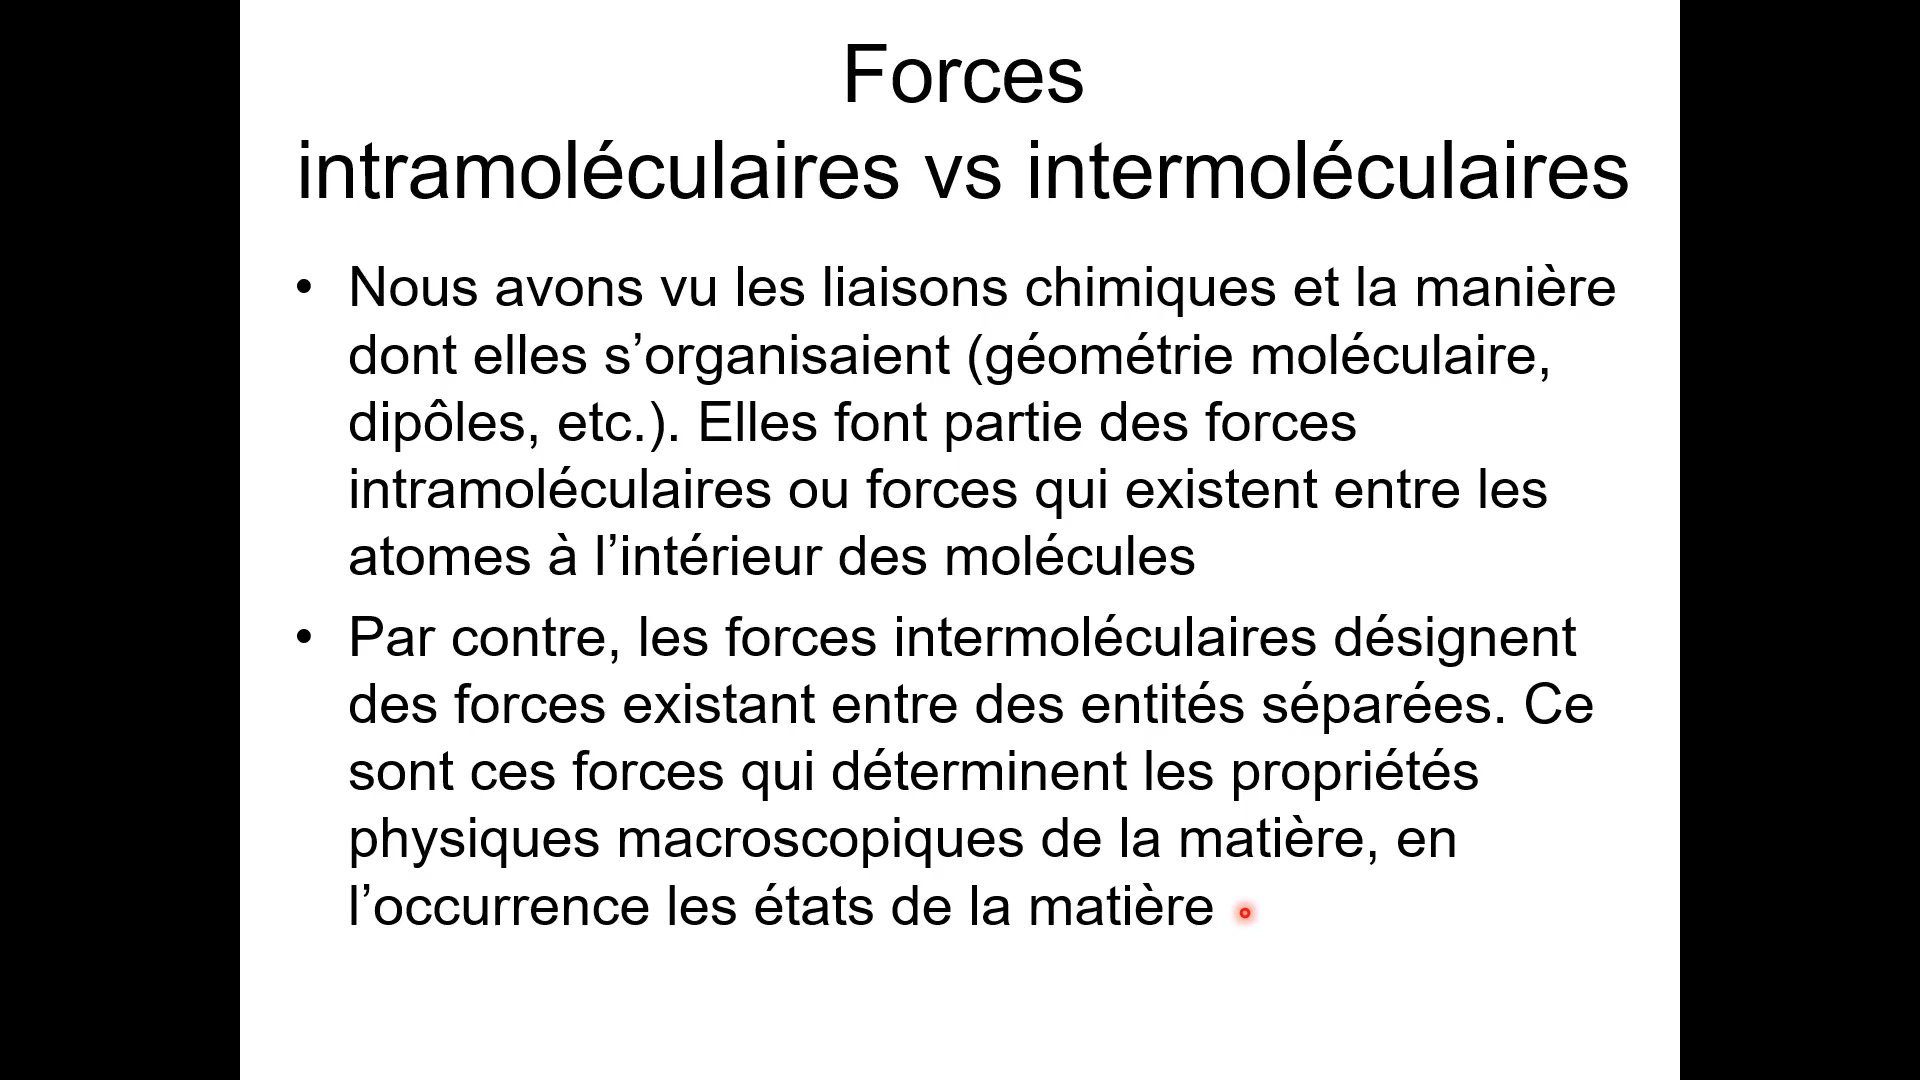 Forces
intramoléculaires vs intermoléculaires
• Nous avons vu les liaisons chimiques et la manière
dont elles s’organisaient (géométrie moléculaire,
dipôles, etc.). Elles font partie des forces
intramoléculaires ou forces qui existent entre les
atomes à l’intérieur des molécules
• Par contre, les forces intermoléculaires désignent
des forces existant entre des entités séparées. Ce
sont ces forces qui déterminent les propriétés
physiques macroscopiques de la matière, en
l’occurrence les états de la matière